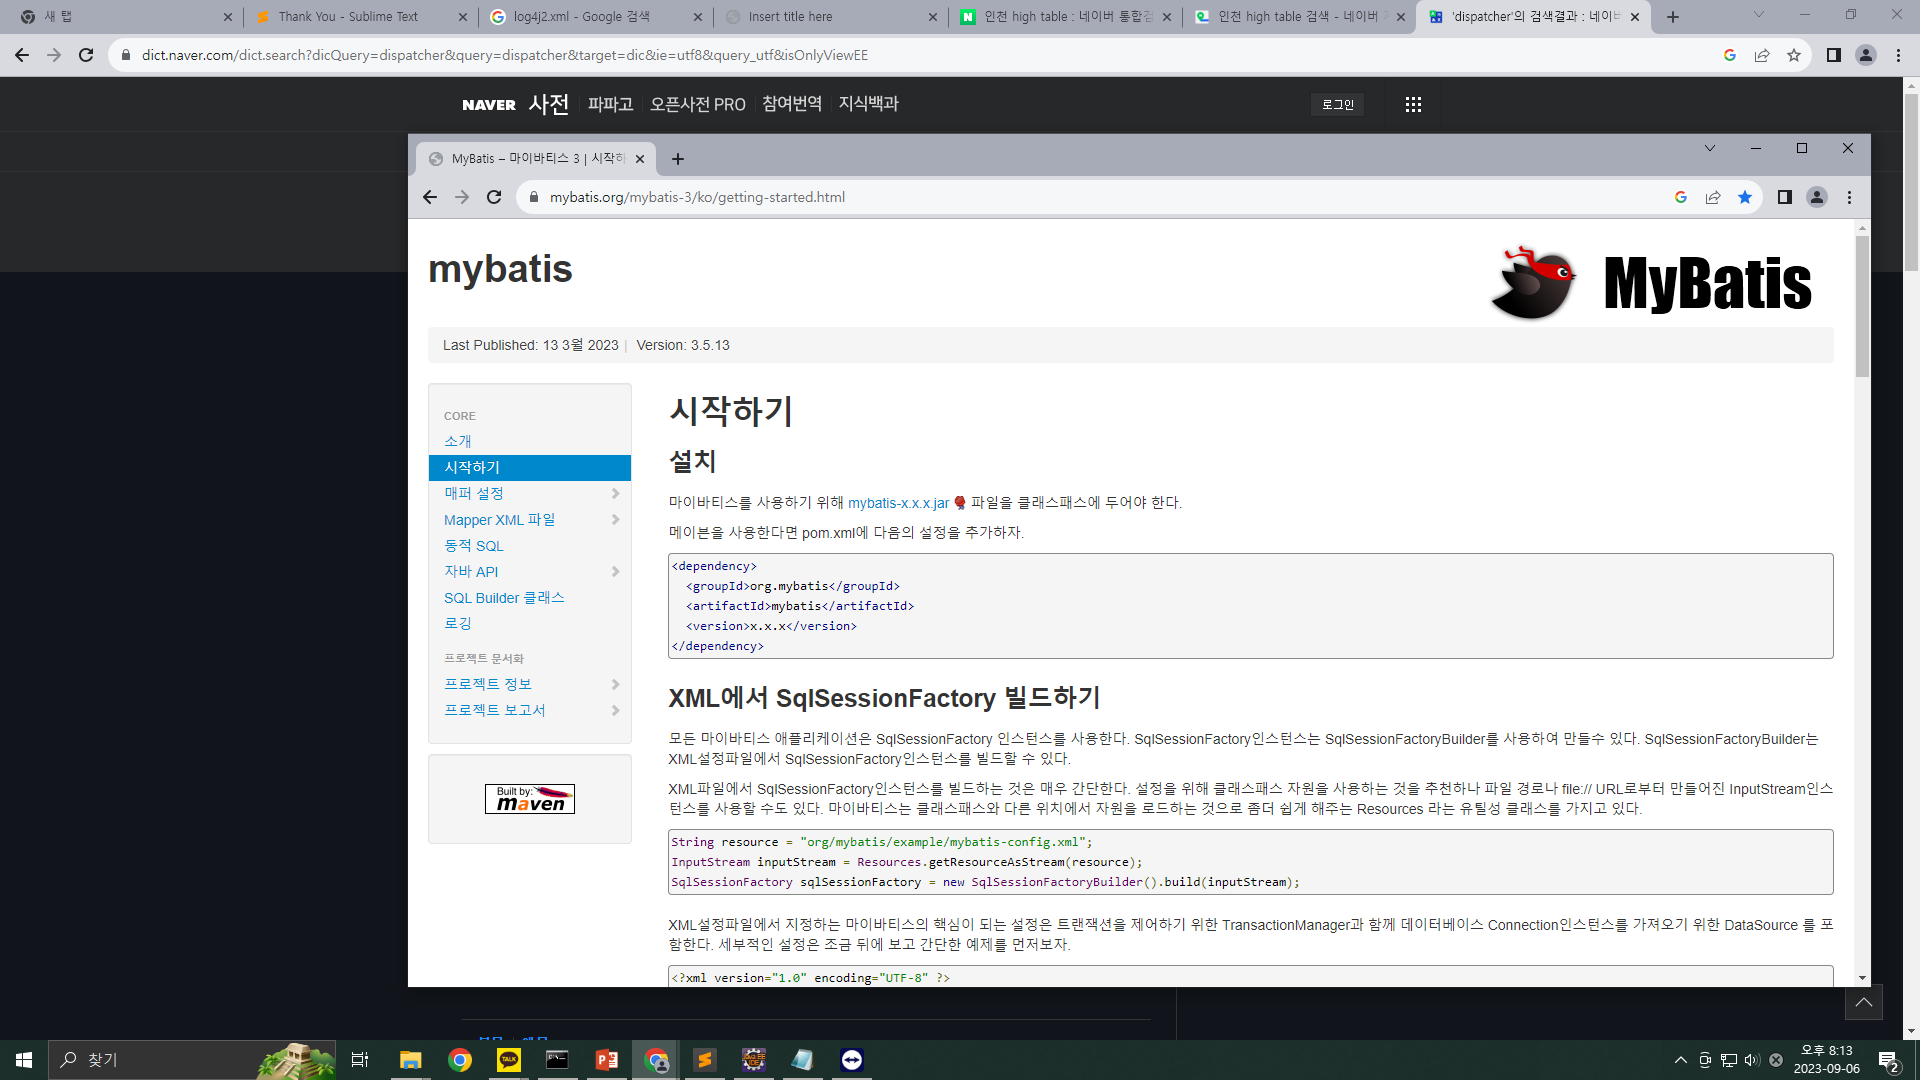 새 탭
Thank You - Sublime Text
log4j2.xml - Google 검색
Insert title here
인천 high table : 네이버 통합검
인천 high table 검색 - 네이버
'dispatcher'의 검색결과 : 네이버
dict.naver.com/dict.search?dicQuery=dispatcher&query=dispatcher&target=dic&ie=utf8&query_utf&isOnlyViewEE
NAVER 사전 파파고 오픈사전 PRO 참여번역 지식백과
로그인
MyBatis – 마이바티스 3 | 시작하
mybatis.org/mybatis-3/ko/getting-started.html
mybatis
MyBatis
Last Published: 13 3월 2023 | Version: 3.5.13
CORE
소개
시작하기
매퍼 설정
Mapper XML 파일
동적 SQL
자바 API
SQL Builder 클래스
로깅
프로젝트 문서화
프로젝트 정보
프로젝트 보고서
Built by:
maven
시작하기
설치
마이바티스를 사용하기 위해 mybatis-x.x.x.jar 파일을 클래스패스에 두어야 한다.
메이븐을 사용한다면 pom.xml에 다음의 설정을 추가하자.
<dependency>
<groupId>org.mybatis</groupId>
<artifactId>mybatis</artifactId>
<version>x.x.x</version>
</dependency>
XML에서 SqlSessionFactory 빌드하기
모든 마이바티스 애플리케이션은 SqlSessionFactory 인스턴스를 사용한다. SqlSessionFactory인스턴스는 SqlSessionFactoryBuilder를 사용하여 만들수 있다. SqlSessionFactoryBuilder는
XML설정파일에서 SqlSessionFactory인스턴스를 빌드할 수 있다.
XML파일에서 SqlSessionFactory인스턴스를 빌드하는 것은 매우 간단한다. 설정을 위해 클래스패스 자원을 사용하는 것을 추천하나 파일 경로나 file:// URL로부터 만들어진 InputStream인스
턴스를 사용할 수도 있다. 마이바티스는 클래스패스와 다른 위치에서 자원을 로드하는 것으로 좀더 쉽게 해주는 Resources 라는 유틸성 클래스를 가지고 있다.
String resource = "org/mybatis/example/mybatis-config.xml";
InputStream inputStream = Resources.getResourceAsStream(resource);
SqlSessionFactory sqlSessionFactory = new SqlSessionFactoryBuilder().build(inputStream);
XML설정파일에서 지정하는 마이바티스의 핵심이 되는 설정은 트랜잭션을 제어하기 위한 TransactionManager과 함께 데이터베이스 Connection인스턴스를 가져오기 위한 DataSource 를 포
함한다. 세부적인 설정은 조금 뒤에 보고 간단한 예제를 먼저보자.
<?xml version="1.0" encoding="UTF-8" ?>
찾기
TALK
오후 8:13
2023-09-06
2